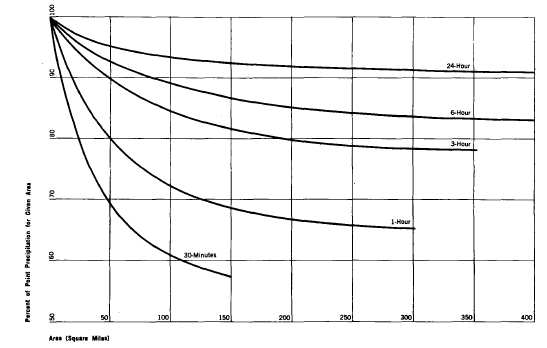 100
24-Hour
90
6-Hour
3-Hour
80
Percent of Point Precipitation for Given Area
70
1-Hour
30-Minutes
60
50
50
100
150
200
250
300
350
400
Area (Square Miles)